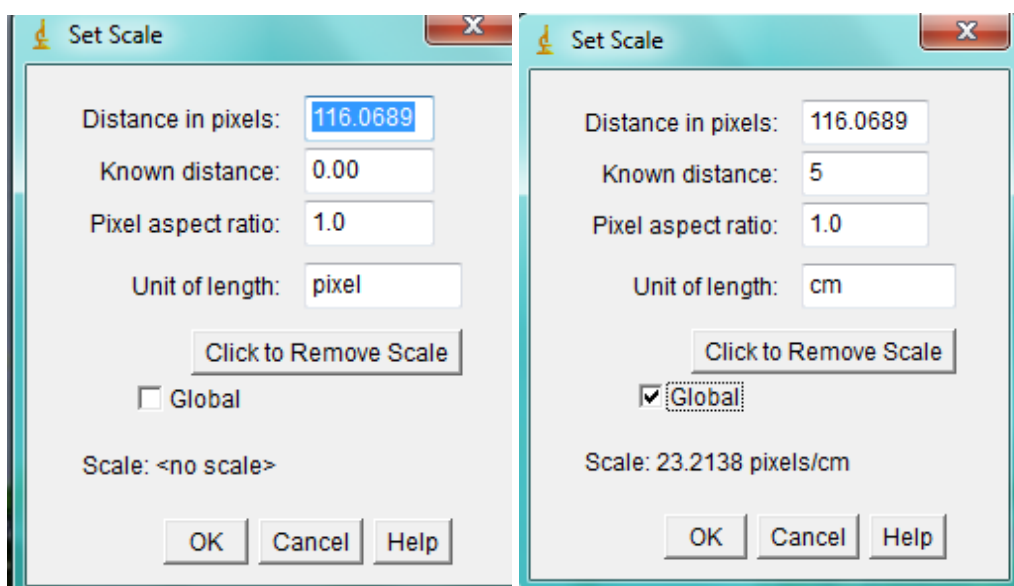 Set Scale
Distance in pixels: 116.0689
Known distance: 0.00
Pixel aspect ratio: 1.0
Unit of length: pixel
Click to Remove Scale
Global
Scale: <no scale>
OK Cancel Help
Set Scale
Distance in pixels: 116.0689
Known distance: 5
Pixel aspect ratio: 1.0
Unit of length: cm
Click to Remove Scale
Global
Scale: 23.2138 pixels/cm
OK Cancel Help